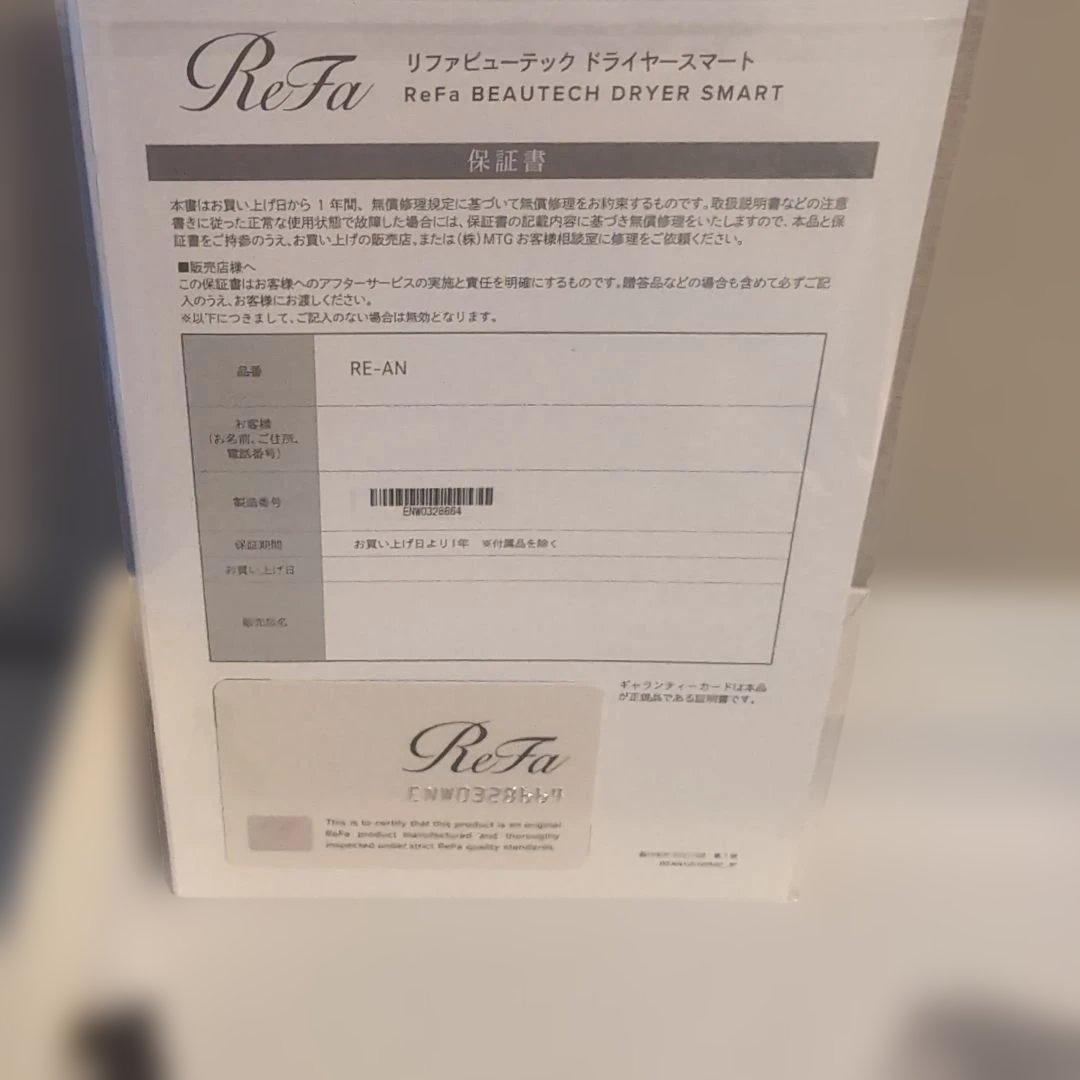 ReFa
リファビューテック ドライヤースマート
ReFa BEAUTECH DRYER SMART
保証書
本書はお買い上げ日から1年間、無償修理規定に基づいて無償修理をお約束するものです。取扱説明書などの注意
書きに従った正常な使用状態で故障した場合には、保証書の記載内容に基づき無償修理をいたしますので、本品と保
証書をご持参のうえ、お買い上げの販売店、または(株)MTGお客様相談室に修理をご依頼ください。
■販売店様へ
この保証書はお客様へのアフターサービスの実施と責任を明確にするものです。贈答品などの場合も含めて必ずご記
入のうえ、お客様にお渡しください。
※以下につきまして、ご記入のない場合は無効となります。
品番
RE-AN
お客様
(お名前、ご住所、
電話番号)
製造番号
ENW0328664
保証期間
お買い上げ日より1年 ※付属品を除く
お買い上げ日
販売店名
ギャランティーカードは本品
が正規品である証明書です。
ReFa
ENW0328664
This is to certify that this product is an original
ReFa product manufactured and thoroughly
inspected under strict ReFa quality standards.